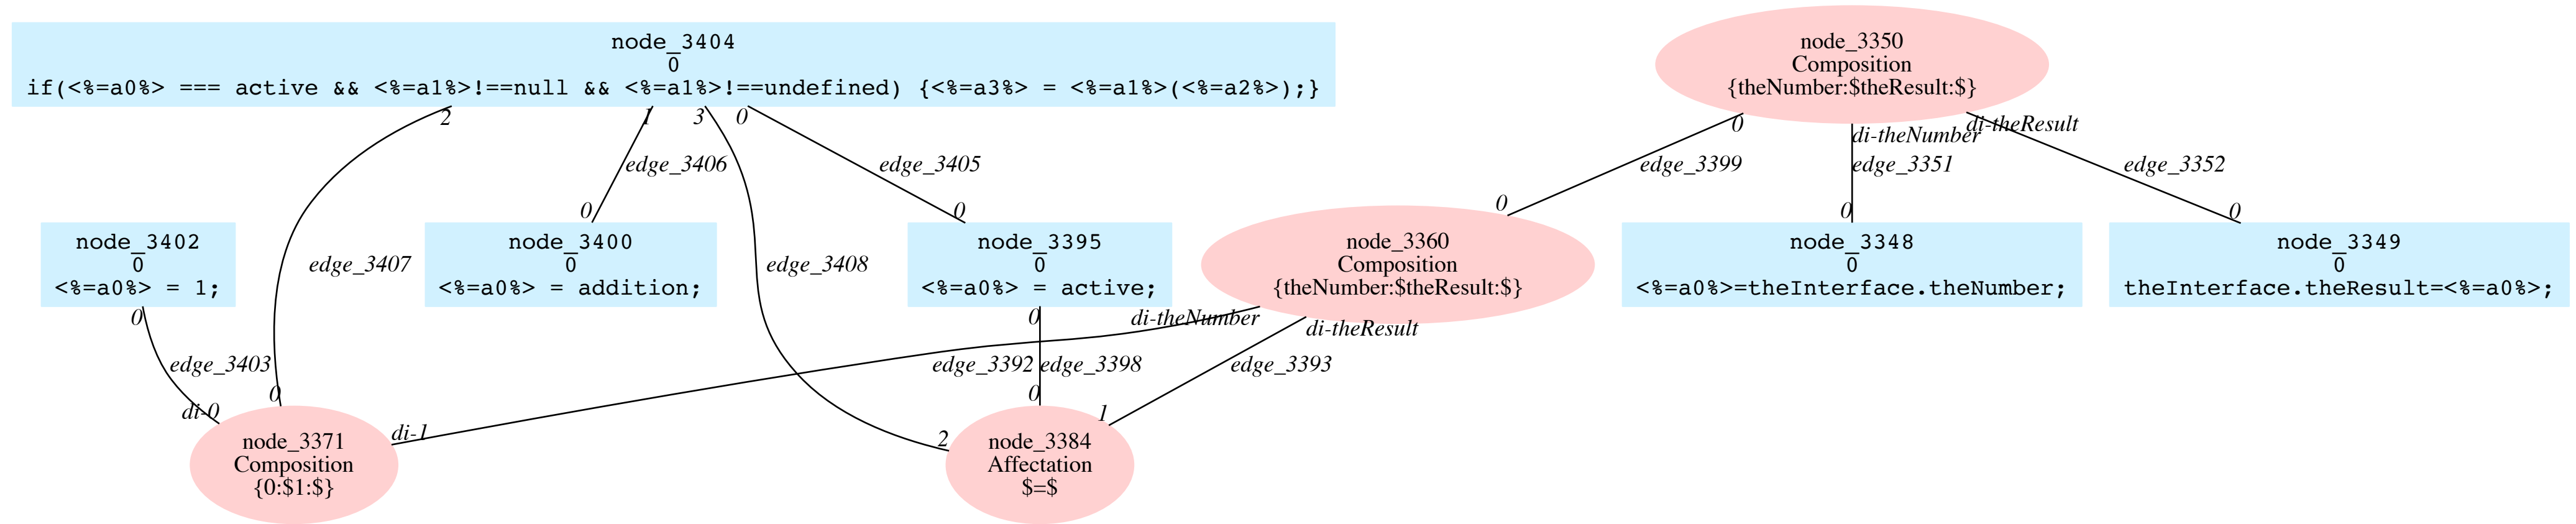 node_3404
0
if(<%=a0%> === active && <%=a1%>!==null && <%=a1%>!==undefined) {<%=a3%> = <%=a1%>(<%=a2%>);}
node_3350
Composition
{theNumber:$theResult:$}
2
1
3
0
0
di-theNumber
di-theResult
edge_3406
edge_3405
edge_3399
edge_3351
edge_3352
0
0
0
0
0
node_3402
0
<%=a0%> = 1;
edge_3407
node_3400
0
<%=a0%> = addition;
edge_3408
node_3395
0
<%=a0%> = active;
node_3360
Composition
{theNumber:$theResult:$}
node_3348
0
<%=a0%>=theInterface.theNumber;
node_3349
0
theInterface.theResult=<%=a0%>;
0
0
di-theNumber
di-theResult
edge_3403
edge_3392
edge_3398
edge_3393
di-0
0
di-1
2
0
1
node_3371
Composition
{0:$1:$}
node_3384
Affectation
$=$